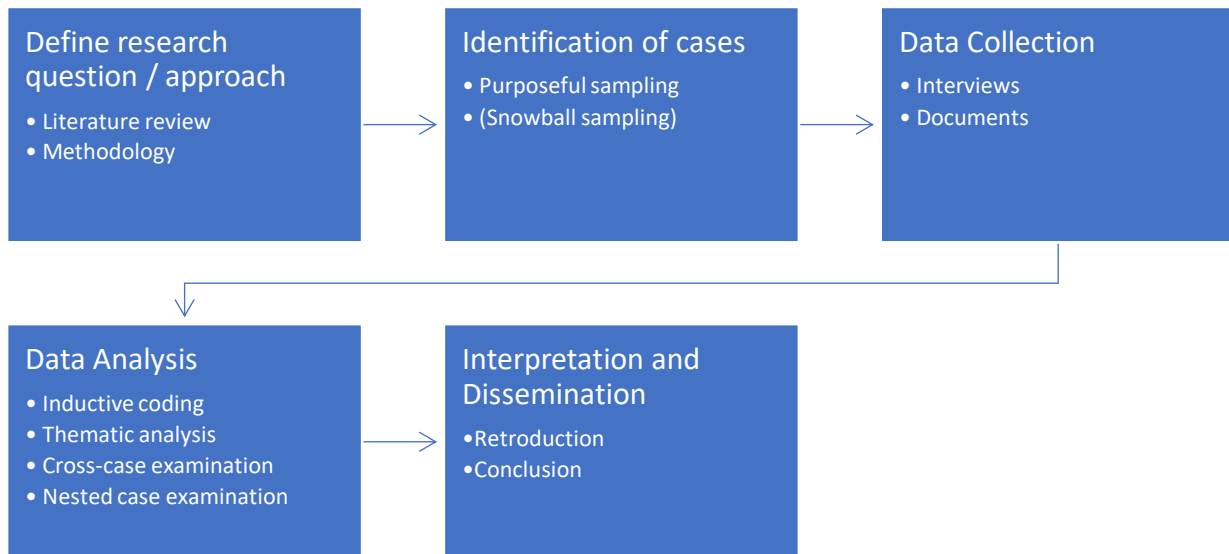 Define research
question / approach
• Literature review
• Methodology
Identification of cases
• Purposeful sampling
• (Snowball sampling)
Data Collection
• Interviews
• Documents
Data Analysis
• Inductive coding
• Thematic analysis
• Cross-case examination
• Nested case examination
Interpretation and
Dissemination
•Retroduction
•Conclusion